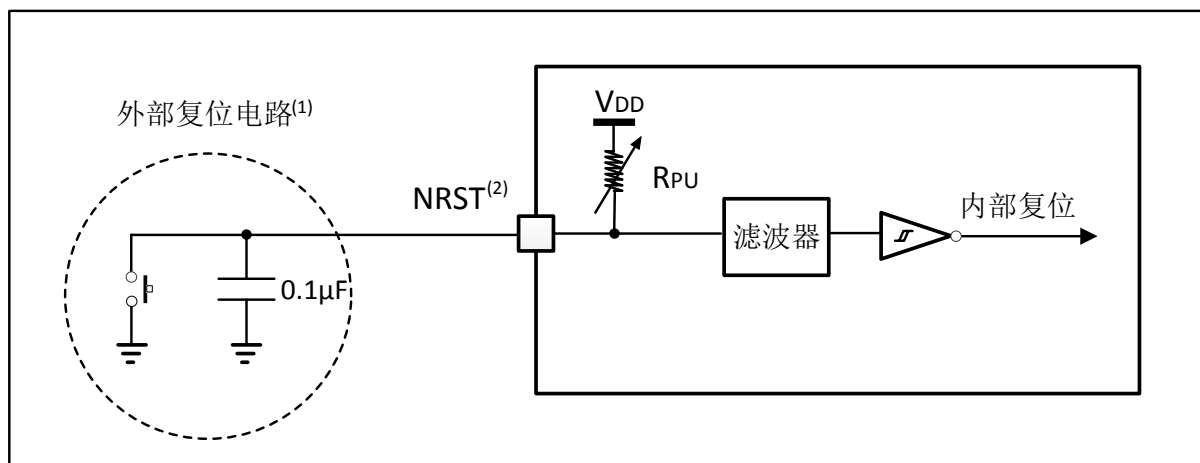 外部复位电路(1)
VDD
RPU
NRST(2)
滤波器
内部复位
0.1μF